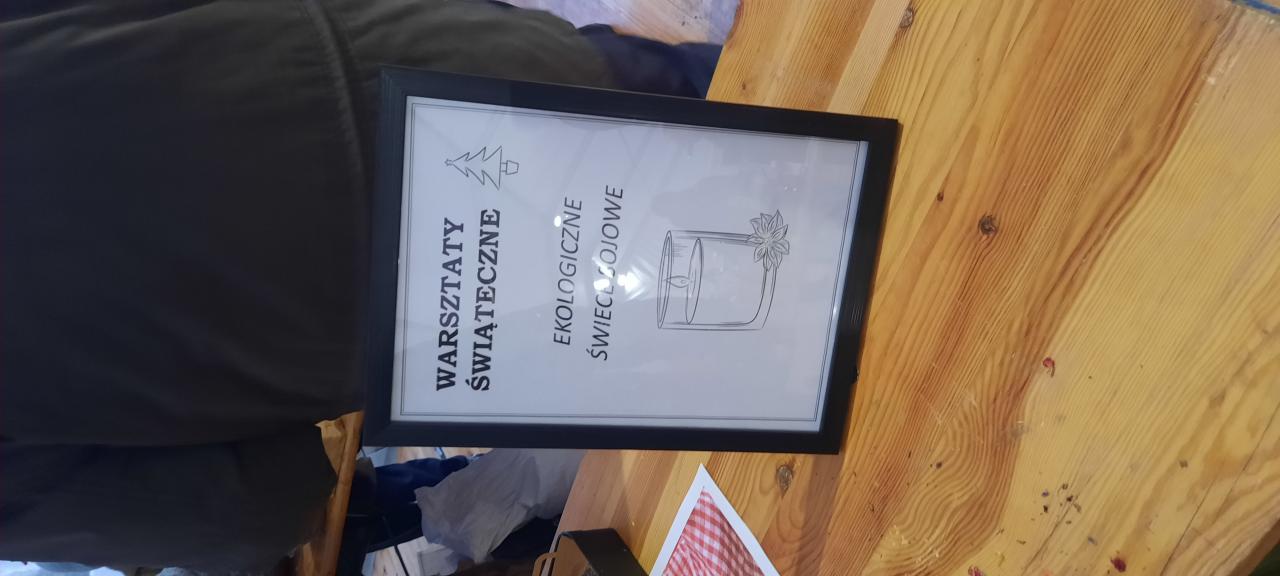 WARSZTATY
ŚWIĄTECZNE
EKOLOGICZNE
ŚWIECE SOJOWE